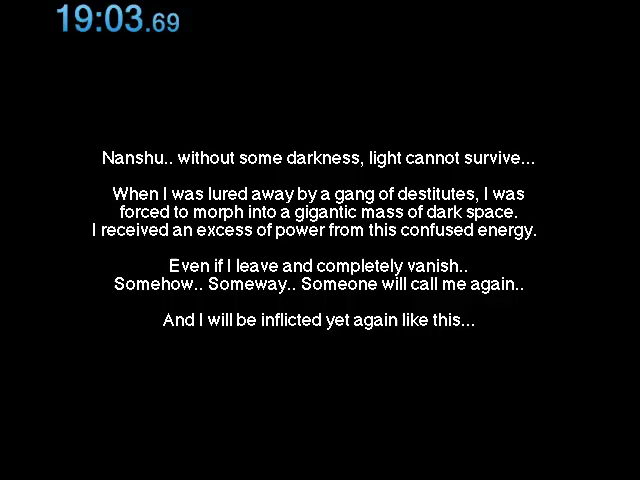 19:03.69
Nanshu.. without some darkness, light cannot survive...
When I was lured away by a gang of destitutes, I was
forced to morph into a gigantic mass of dark space.
I received an excess of power from this confused energy.
Even if I leave and completely vanish..
Somehow.. Someway.. Someone will call me again..
And I will be inflicted yet again like this...